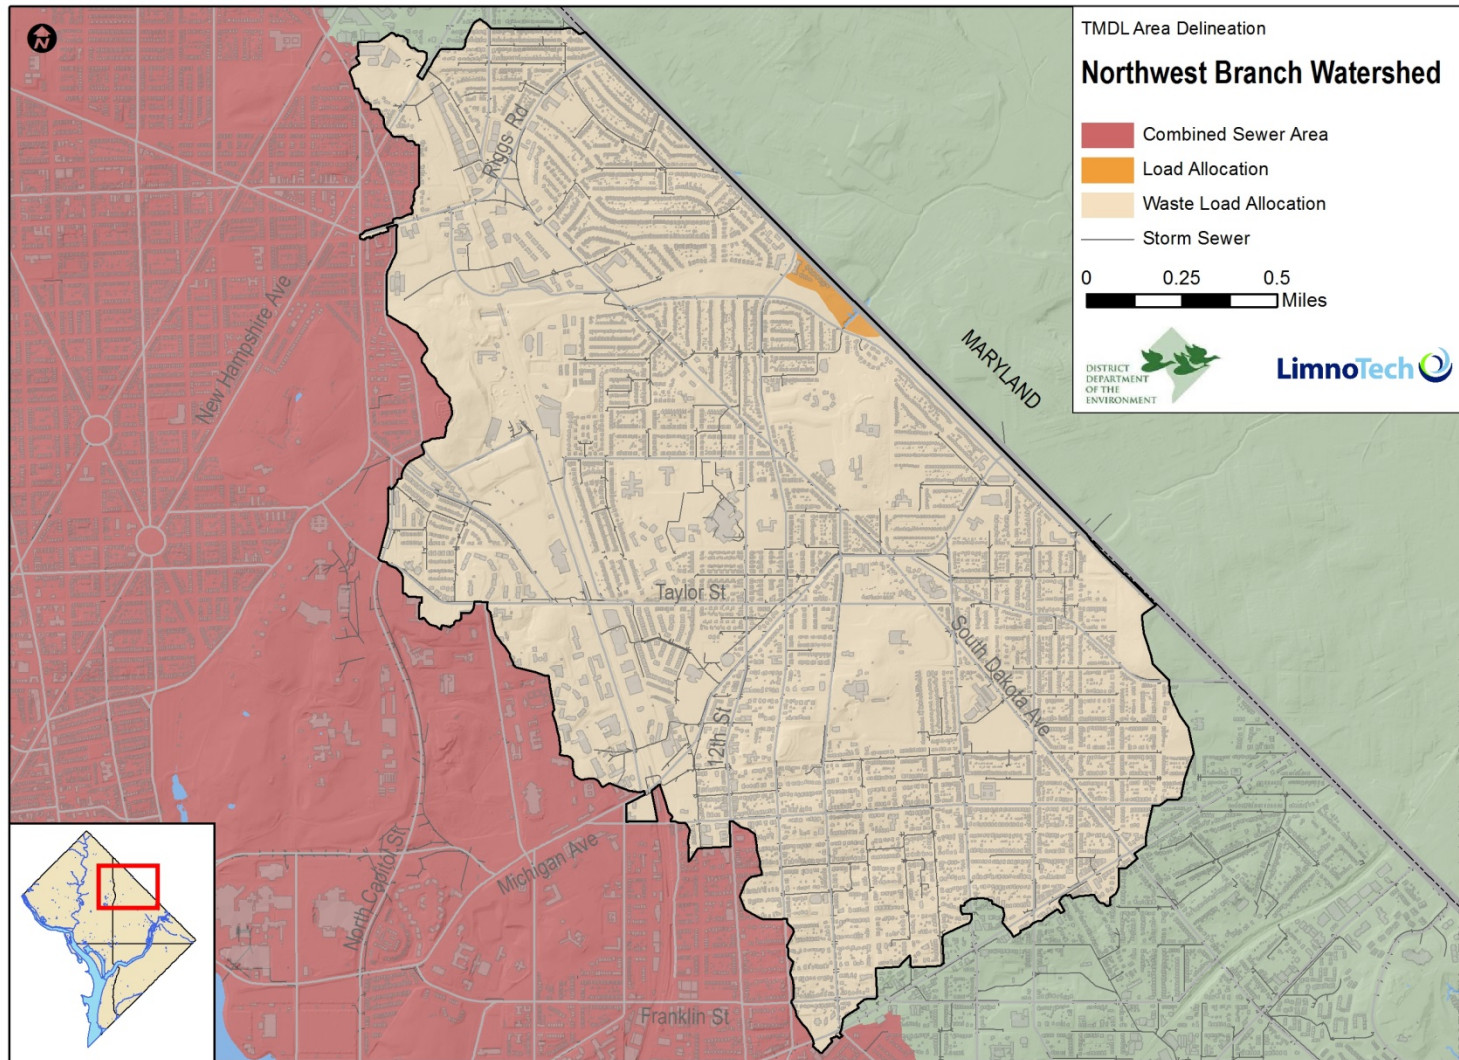 N
TMDL Area Delineation
Northwest Branch Watershed
Combined Sewer Area
Load Allocation
Waste Load Allocation
Storm Sewer
0 0.25 0.5
Miles
DISTRICT
DEPARTMENT
OF THE
ENVIRONMENT
LimnoTech
Riggs Rd
New Hampshire Ave
MARYLAND
Taylor St
South Dakota Ave
12th St
Michigan Ave
North Capitol St
Franklin St